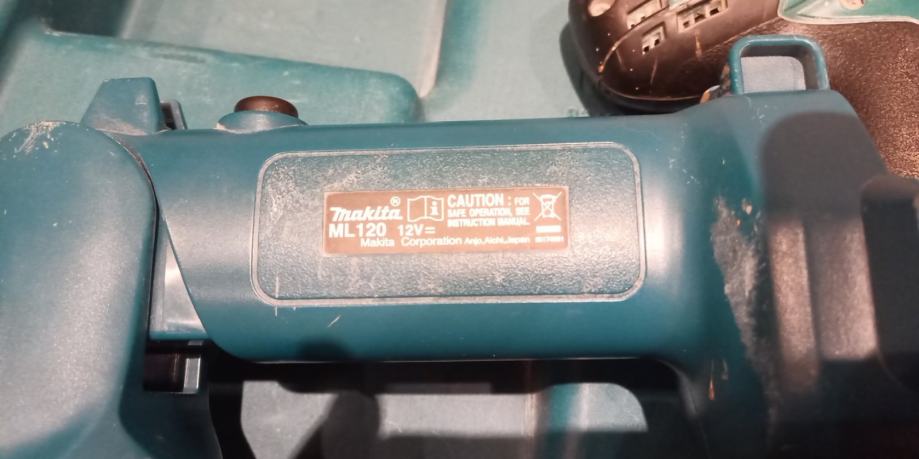 makita® i CAUTION : FOR
SAFE OPERATION, SEE
INSTRUCTION MANUAL.
ML120 12V
Makita Corporation Anjo,Aichi,Japan